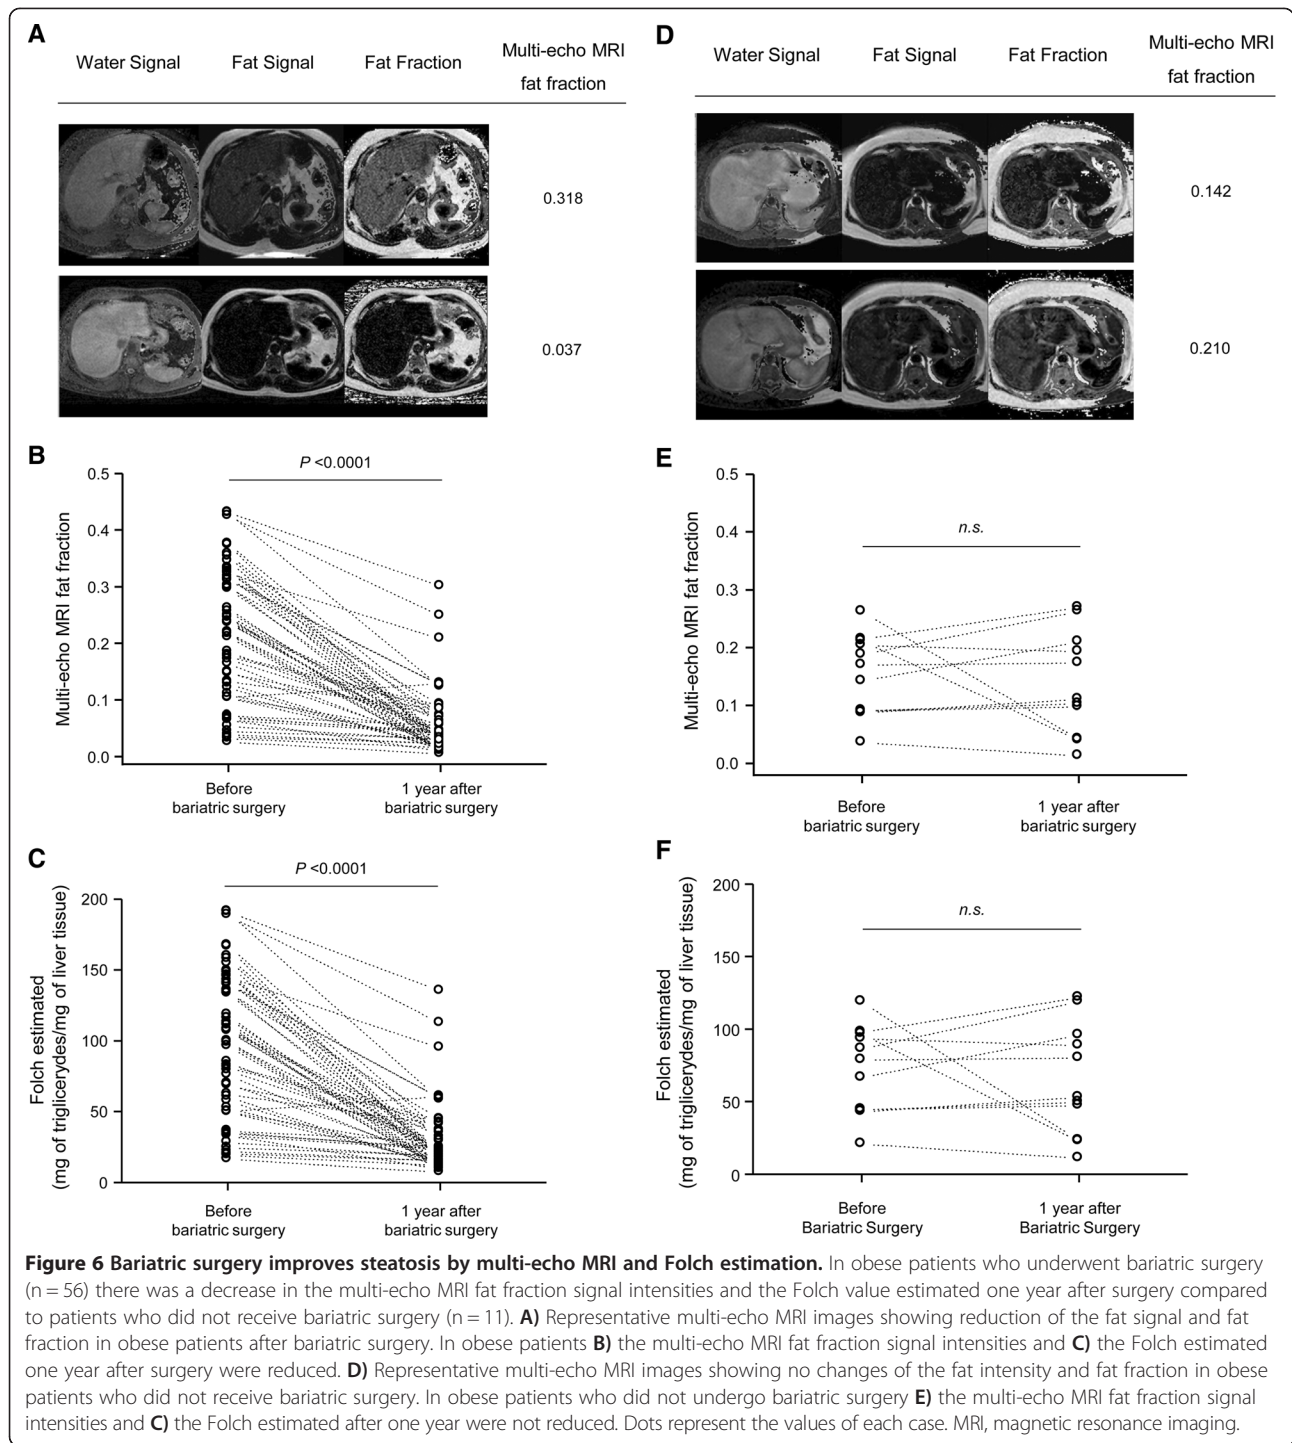 A
Water Signal
Fat Signal
Fat Fraction
Multi-echo MRI
fat fraction
0.318
0.037
D
Water Signal
Fat Signal
Fat Fraction
Multi-echo MRI
fat fraction
0.142
0.210
B
P <0.0001
Multi-echo MRI fat fraction
0.5
0.4
0.3
0.2
0.1
0.0
Before
bariatric surgery
1 year after
bariatric surgery
E
n.s.
Multi-echo MRI fat fraction
0.5
0.4
0.3
0.2
0.1
0.0
Before
bariatric surgery
1 year after
bariatric surgery
C
P <0.0001
Folch estimated
(mg of triglicerydes/mg of liver tissue)
200
150
100
50
0
Before
bariatric surgery
1 year after
bariatric surgery
F
n.s.
Folch estimated
(mg of triglicerydes/mg of liver tissue)
200
150
100
50
0
Before
Bariatric Surgery
1 year after
Bariatric Surgery
Figure 6 Bariatric surgery improves steatosis by multi-echo MRI and Folch estimation. In obese patients who underwent bariatric surgery
(n = 56) there was a decrease in the multi-echo MRI fat fraction signal intensities and the Folch value estimated one year after surgery compared
to patients who did not receive bariatric surgery (n = 11). A) Representative multi-echo MRI images showing reduction of the fat signal and fat
fraction in obese patients after bariatric surgery. In obese patients B) the multi-echo MRI fat fraction signal intensities and C) the Folch estimated
one year after surgery were reduced. D) Representative multi-echo MRI images showing no changes of the fat intensity and fat fraction in obese
patients who did not receive bariatric surgery. In obese patients who did not undergo bariatric surgery E) the multi-echo MRI fat fraction signal
intensities and C) the Folch estimated after one year were not reduced. Dots represent the values of each case. MRI, magnetic resonance imaging.